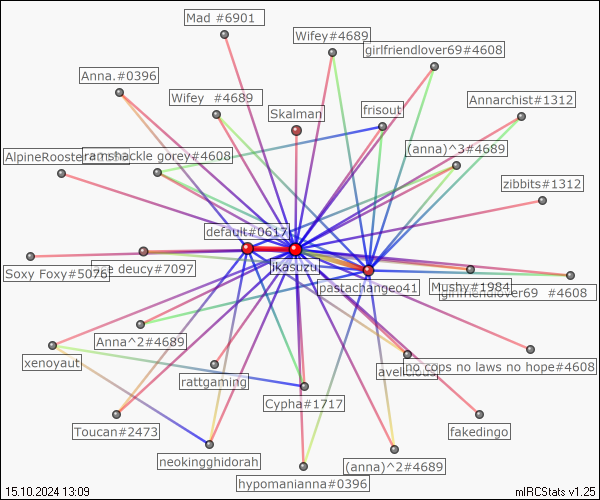 Mad #6901
Wifey#4689
girlfriendlover69#4608
Anna.#0396
Wifey #4689
Skalman
frisout
Annarchist#1312
AlpineRooster
ramshackle gorey#4608
(anna)^3#4689
zibbits#1312
default#0617
ikasuzu
Soxy Foxy#5076
deucy#7097
pastachangeo41
Mushy#1984
girlfriendlover69 #4608
Anna^2#4689
xenoyaut
rattgaming
avelicious
no cops no laws no hope#4608
Cypha#1717
Toucan#2473
fakedingo
neokingghidorah
(anna)^2#4689
hypomanianna#0396
15.10.2024 13:09
mIRCStats v1.25